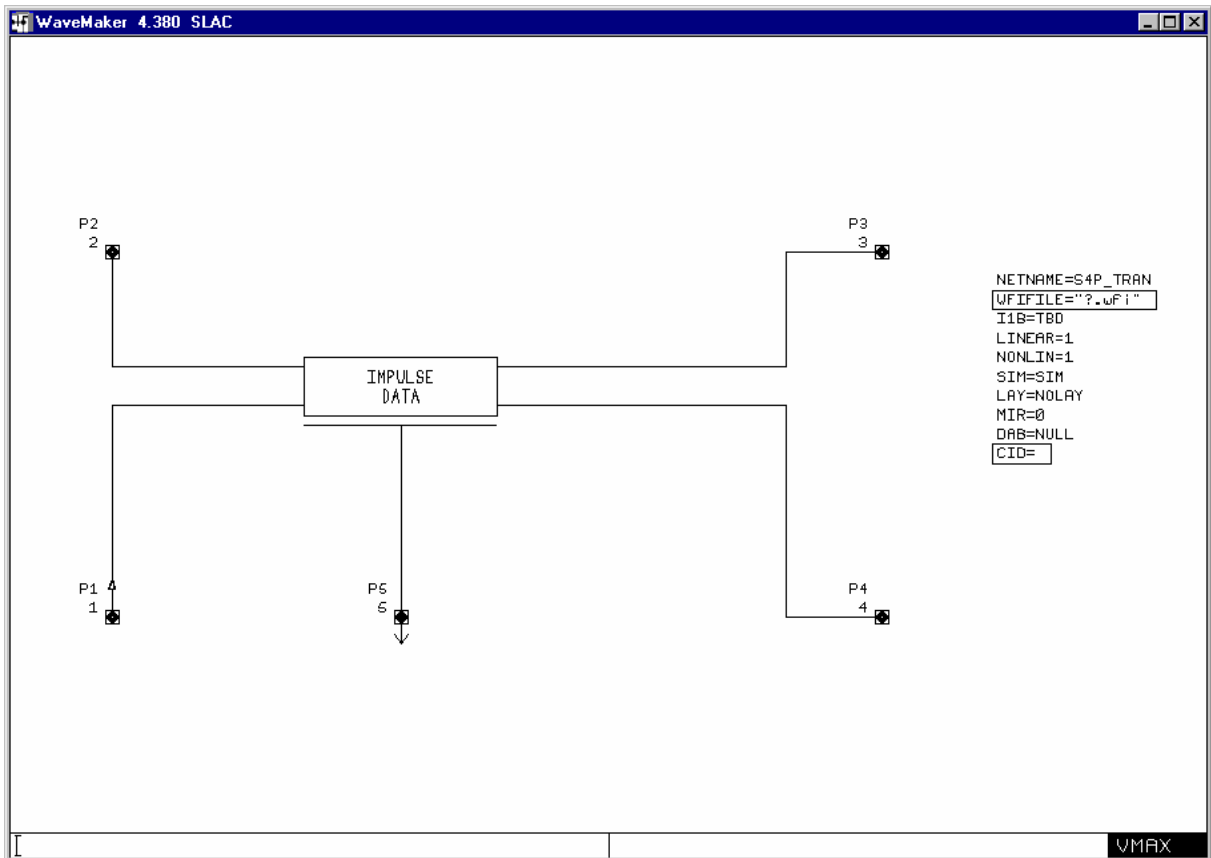 WaveMaker 4.380 SLAC
P2
2
P3
3
NETNAME=S4P_TRAN
WFIFILE="?.wfi"
I1B=TBD
LINEAR=1
NONLIN=1
SIM=SIM
LAY=NOLAY
MIR=0
DAB=NULL
CID=
IMPULSE
DATA
P1
1
P5
5
P4
4
VMAX